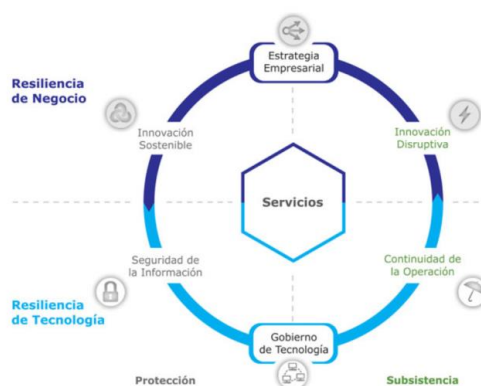 Estrategia
Empresarial
Resiliencia
de Negocio
Innovación
Sostenible
Innovación
Disruptiva
Servicios
Seguridad de
la Información
Continuidad de
la Operación
Resiliencia
de Tecnología
Gobierno
de Tecnología
Protección
Subsistencia